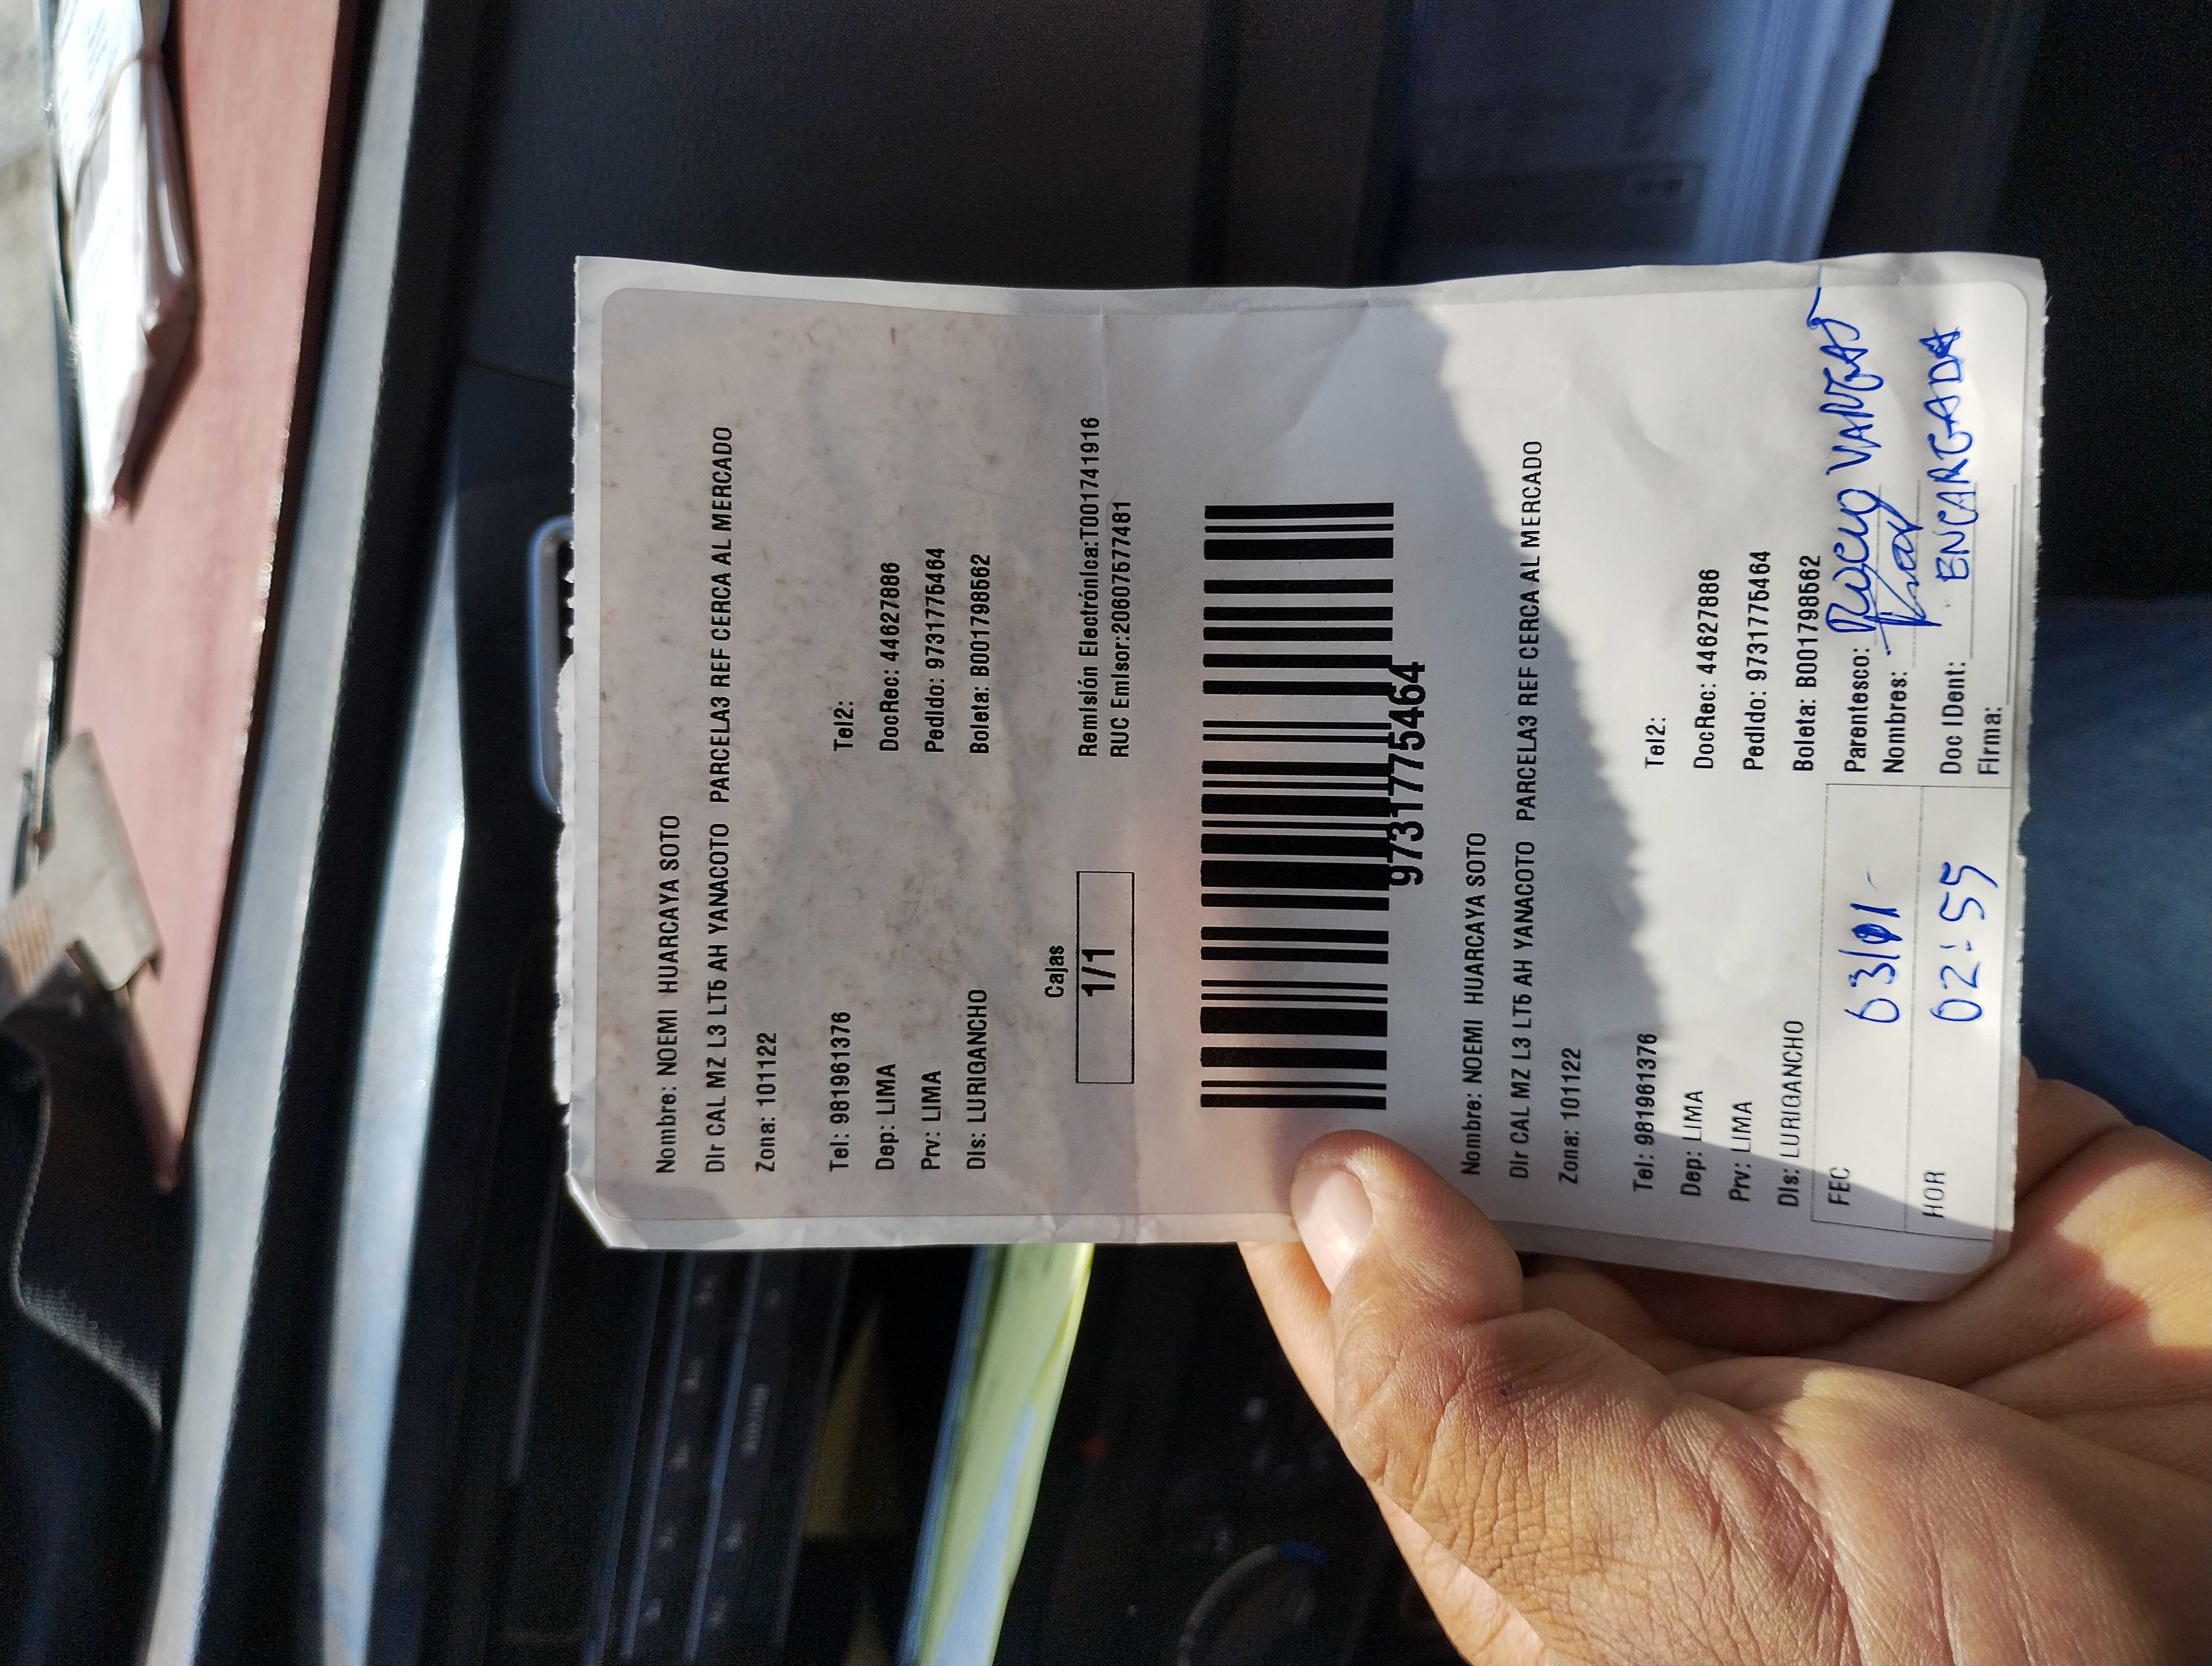 Nombre: NOEMI HUARCAYA SOTO
Dir CAL MZ L3 LT5 AH YANACOTO PARCELA3 REF CERCA AL MERCADO
Zona: 101122
Tel: 981961376 Tel2:
Dep: LIMA DocRec: 44627886
Prv: LIMA Pedido: 9731775464
Dis: LURIGANCHO Boleta: B001798562
Cajas
1/1
Remisión Electrónica:T001741916
RUC Emisor:20607577481
9731775464
Nombre: NOEMI HUARCAYA SOTO
Dir CAL MZ L3 LT5 AH YANACOTO PARCELA3 REF CERCA AL MERCADO
Zona: 101122
Tel: 981961376 Tel2:
Dep: LIMA DocRec: 44627886
Prv: LIMA Pedido: 9731775464
Dis: LURIGANCHO Boleta: B001798562
FEC 03/01 Parentesco: Rocio VARGAS
Nombres:
HOR 02:55 Doc IDent: ENCARGADA
Firma: